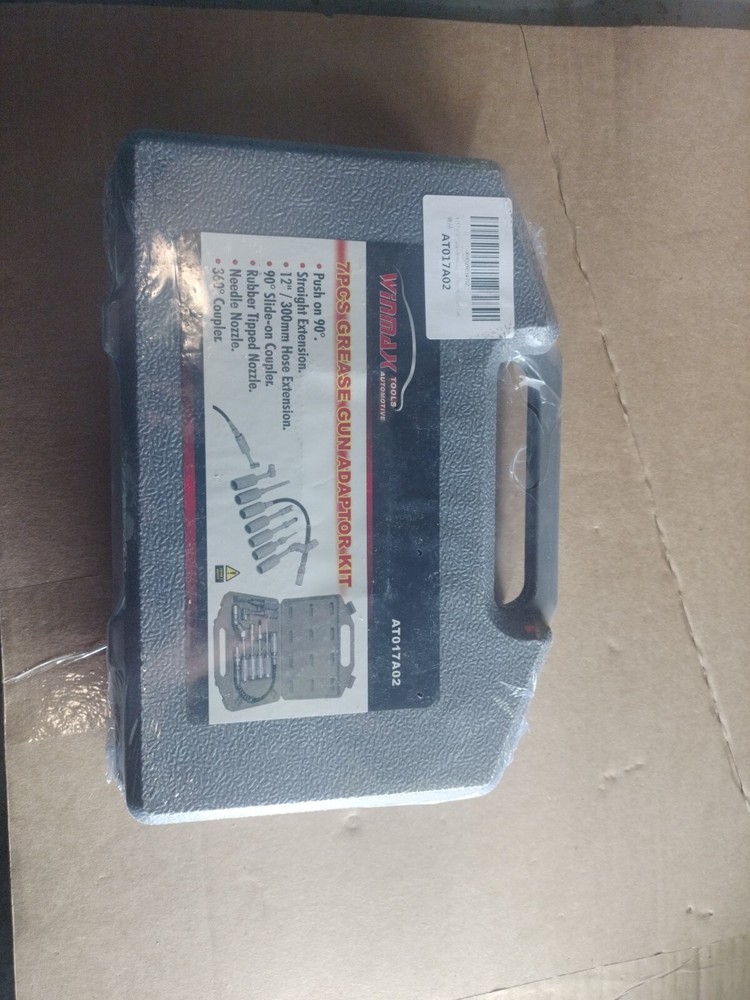 AT017A02
WINMAX
TOOLS
AUTOMOTIVE
AT017A02
7PCS GREASE GUN ADAPTOR KIT
• Push on 90°.
• Straight Extension.
• 12" / 300mm Hose Extension.
• 90° Slide-on Coupler.
• Rubber Tipped Nozzle.
• Needle Nozzle.
• 360° Coupler.